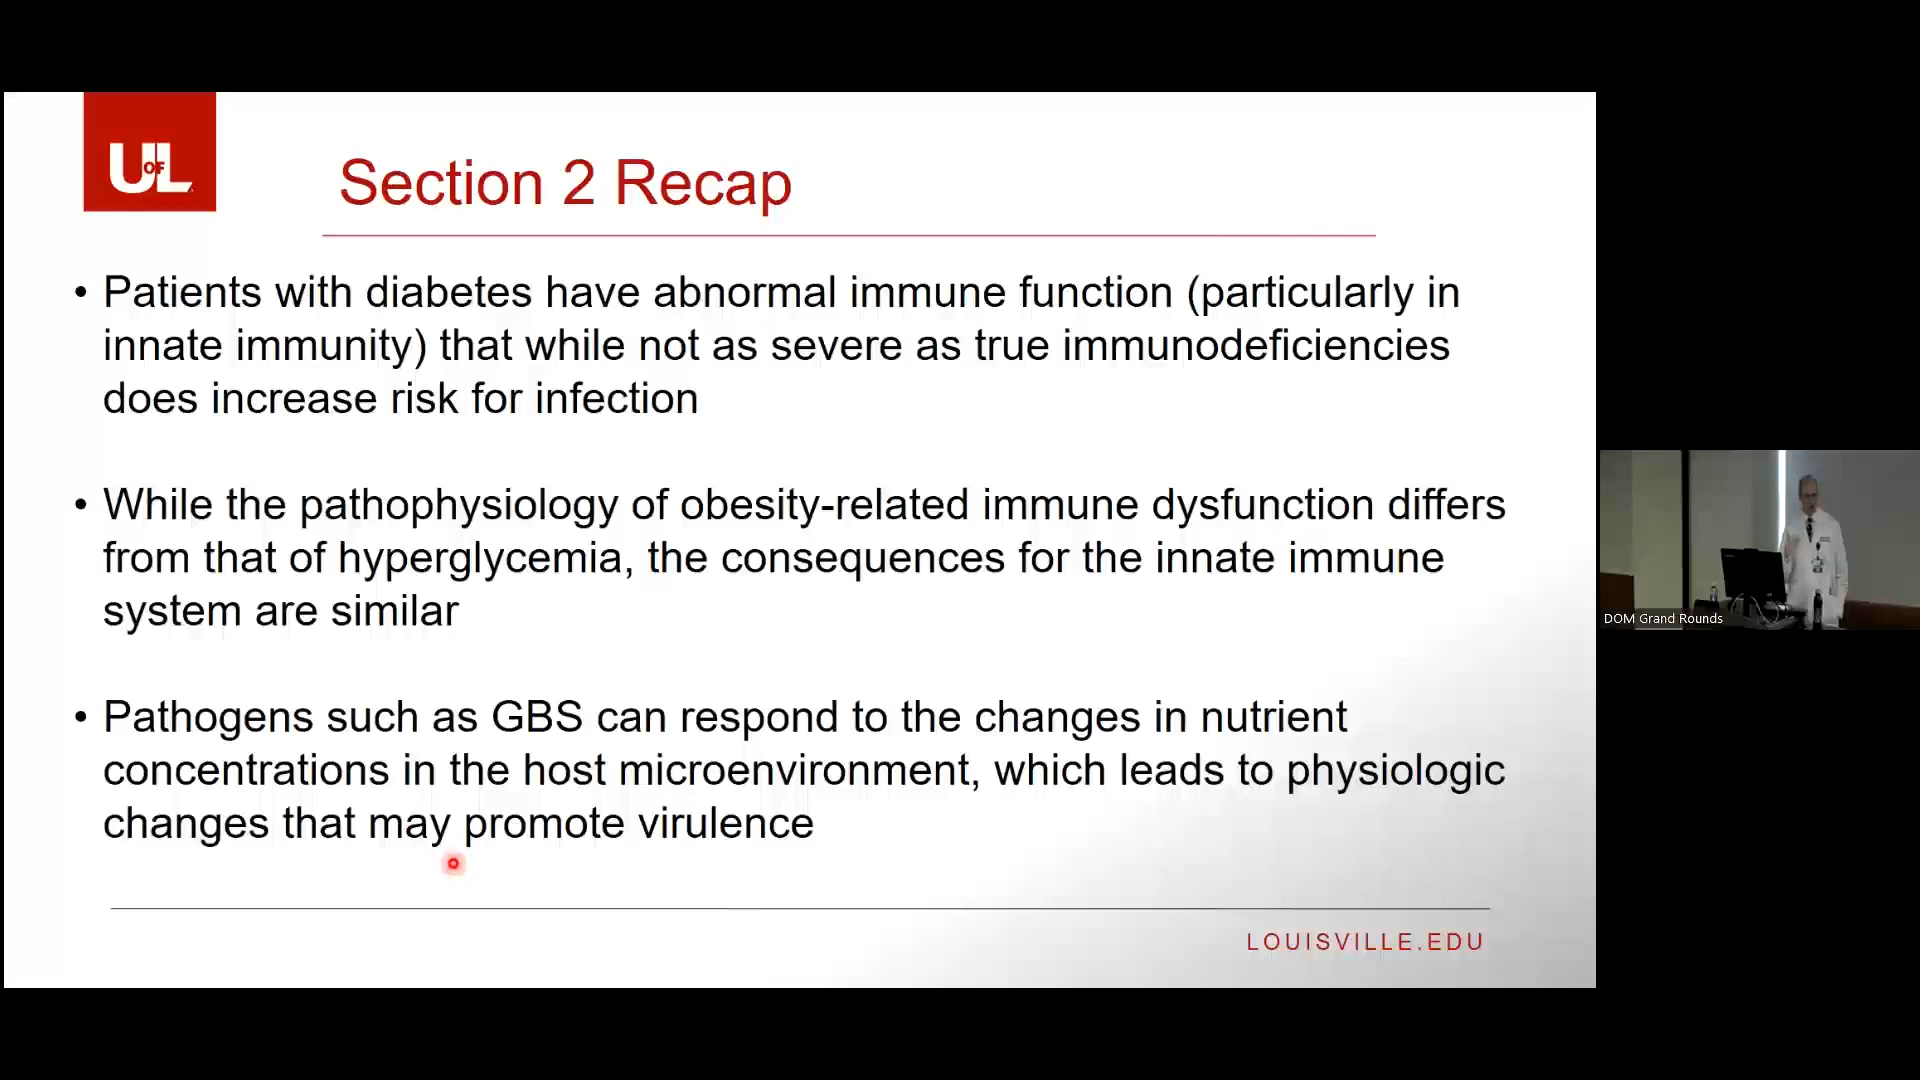 UL
OF
Section 2 Recap
• Patients with diabetes have abnormal immune function (particularly in
innate immunity) that while not as severe as true immunodeficiencies
does increase risk for infection
• While the pathophysiology of obesity-related immune dysfunction differs
from that of hyperglycemia, the consequences for the innate immune
system are similar
• Pathogens such as GBS can respond to the changes in nutrient
concentrations in the host microenvironment, which leads to physiologic
changes that may promote virulence
LOUISVILLE.EDU
DOM Grand Rounds